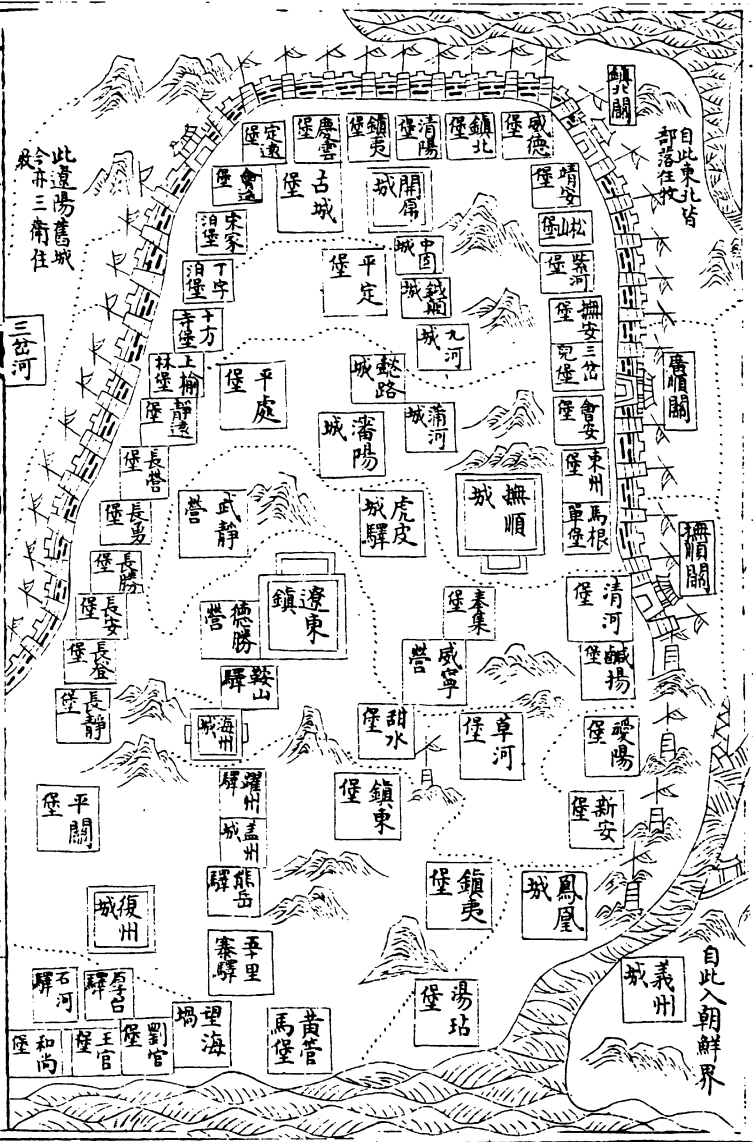 鎮北關
自此東北皆
部落住牧
威德堡
鎮北堡
清陽堡
鎮夷堡
慶雲堡
定遠堡
靖安堡
開原城
古城堡
會遠堡
松山堡
中固城
宋家泊堡
柴河堡
鉄嶺城
平定堡
丁字泊堡
撫安堡
九河城
十方寺堡
此遼陽舊城
今亦三衛住
牧
三岔河
廣順關
三岔兒堡
懿路城
平處堡
上榆林堡
會安堡
蒲河城
瀋陽城
靜遠堡
東州堡
長營堡
撫順城
虎皮驛城
武靜營
馬根單堡
長勇堡
撫順關
長勝堡
清河堡
奉集堡
遼東鎮
德勝營
長安堡
鹹揚堡
威寧營
鞍山驛
長登堡
靉陽堡
草河堡
甜水堡
海州城
長靜堡
新安堡
鎮東堡
耀州驛
平關堡
盖州城
鳳凰城
鎮夷堡
熊岳驛
復州城
自此入朝鮮界
義州城
湯玷堡
五十里寨驛
石河驛
黃管馬堡
望海堝
劉官堡
王官堡
和尚堡